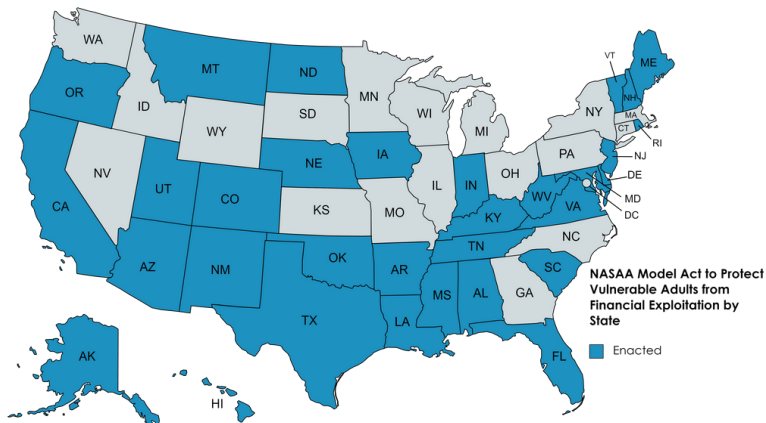 WA
MT
ND
MN
OR
ID
SD
WI
MI
WY
NV
UT
CO
NE
IA
IL
IN
OH
PA
NY
VT
NH
ME
MA
CT
RI
NJ
DE
MD
DC
WV
VA
KY
CA
KS
MO
AZ
NM
OK
AR
TN
NC
SC
TX
LA
MS
AL
GA
FL
AK
HI
NASAA Model Act to Protect
Vulnerable Adults from
Financial Exploitation by
State
Enacted